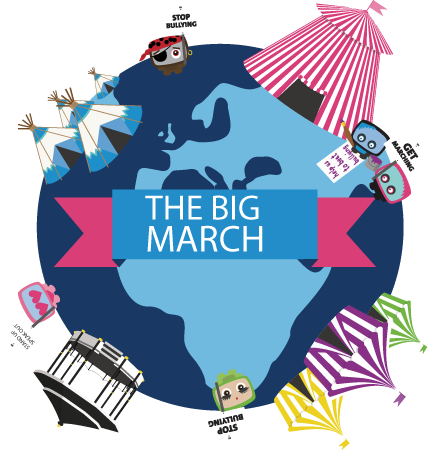 STOP
BULLYING
GET
MARCHING
help us
to beat
bullying
THE BIG
MARCH
STAND UP
SPEAK OUT
STOP
BULLYING